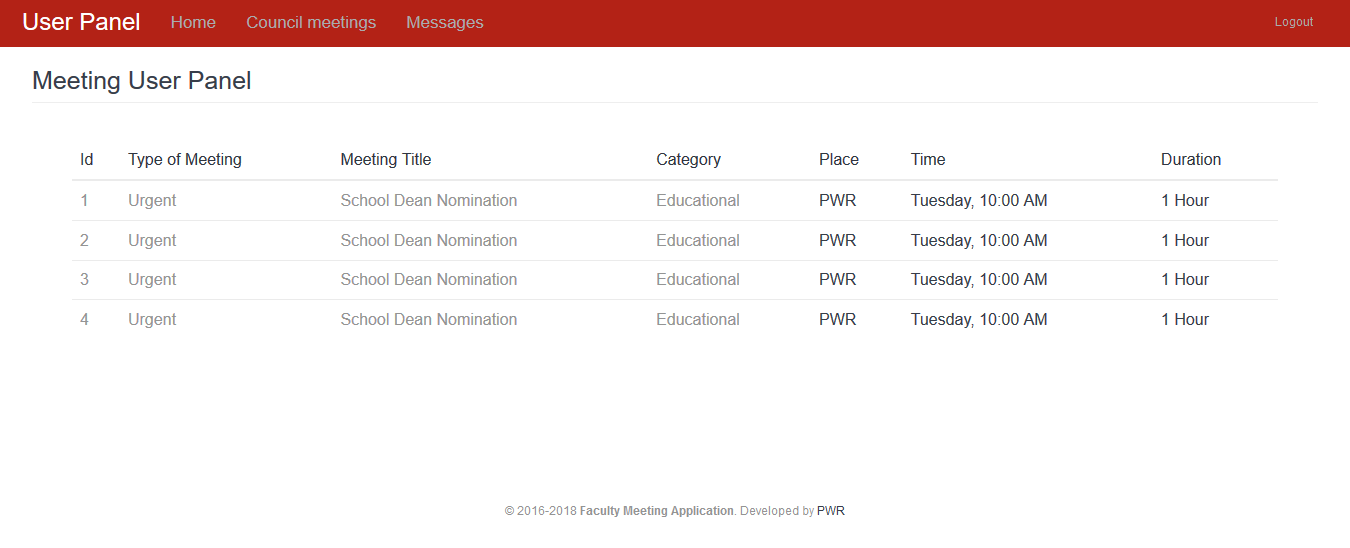 User Panel Home Council meetings Messages Logout
Meeting User Panel
Id Type of Meeting Meeting Title Category Place Time Duration
1 Urgent School Dean Nomination Educational PWR Tuesday, 10:00 AM 1 Hour
2 Urgent School Dean Nomination Educational PWR Tuesday, 10:00 AM 1 Hour
3 Urgent School Dean Nomination Educational PWR Tuesday, 10:00 AM 1 Hour
4 Urgent School Dean Nomination Educational PWR Tuesday, 10:00 AM 1 Hour
© 2016-2018 Faculty Meeting Application. Developed by PWR